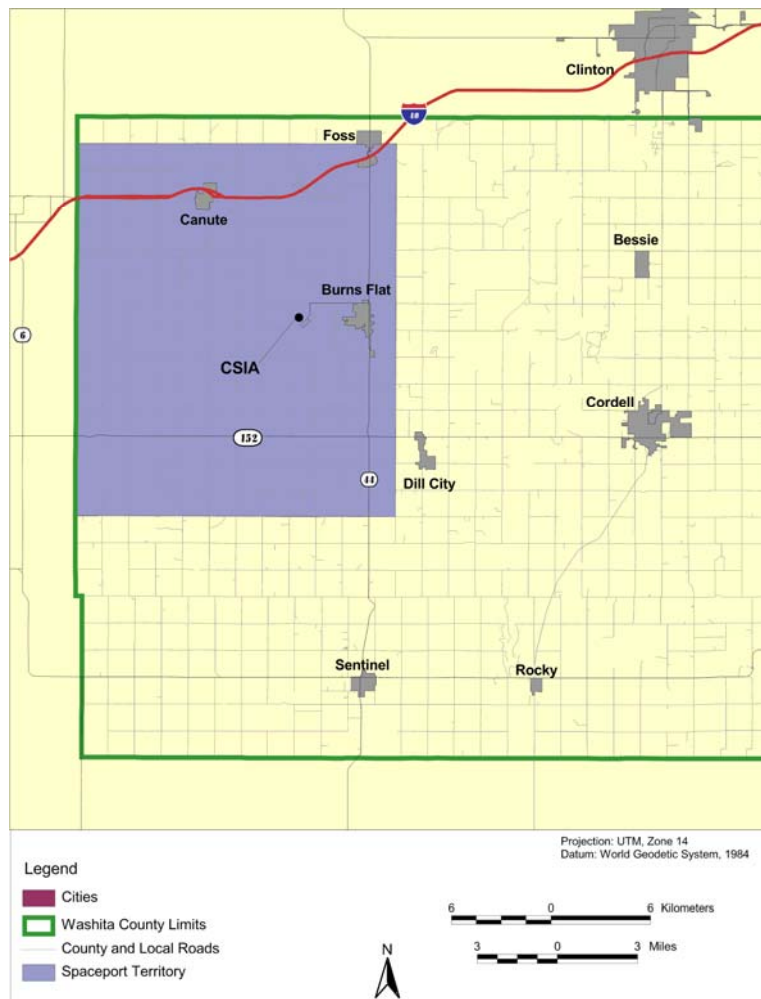 Clinton
40
Foss
Canute
Bessie
Burns Flat
6
CSIA
Cordell
152
44
Dill City
Sentinel
Rocky
Projection: UTM, Zone 14
Datum: World Geodetic System, 1984
Legend
Cities
Washita County Limits
County and Local Roads
Spaceport Territory
6 0 6 Kilometers
3 0 3 Miles
N